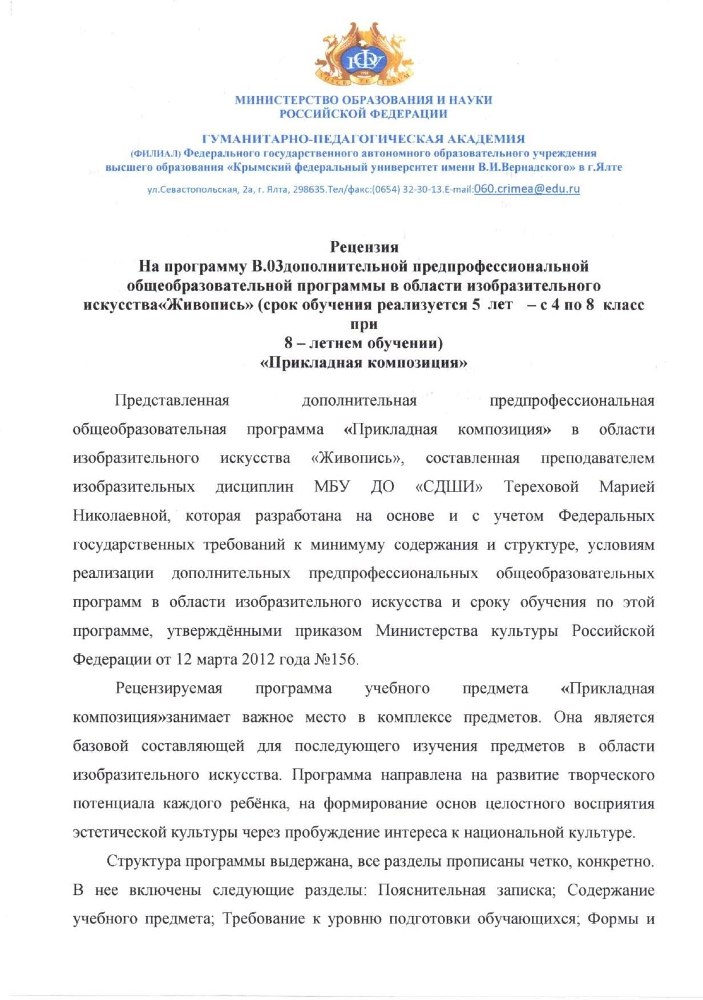 КФУ
1918
NOSCE TE IPSUM
МИНИСТЕРСТВО ОБРАЗОВАНИЯ И НАУКИ
РОССИЙСКОЙ ФЕДЕРАЦИИ
ГУМАНИТАРНО-ПЕДАГОГИЧЕСКАЯ АКАДЕМИЯ
(ФИЛИАЛ) Федерального государственного автономного образовательного учреждения
высшего образования «Крымский федеральный университет имени В.И.Вернадского» в г.Ялте
ул.Севастопольская, 2а, г. Ялта, 298635.Тел/факс:(0654) 32-30-13.E-mail:060.crimea@edu.ru
Рецензия
На программу В.03дополнительной предпрофессиональной
общеобразовательной программы в области изобразительного
искусства«Живопись» (срок обучения реализуется 5 лет – с 4 по 8 класс
при
8 – летнем обучении)
«Прикладная композиция»
Представленная дополнительная предпрофессиональная
общеобразовательная программа «Прикладная композиция» в области
изобразительного искусства «Живопись», составленная преподавателем
изобразительных дисциплин МБУ ДО «СДШИ» Тереховой Марией
Николаевной, которая разработана на основе и с учетом Федеральных
государственных требований к минимуму содержания и структуре, условиям
реализации дополнительных предпрофессиональных общеобразовательных
программ в области изобразительного искусства и сроку обучения по этой
программе, утверждёнными приказом Министерства культуры Российской
Федерации от 12 марта 2012 года №156.
Рецензируемая программа учебного предмета «Прикладная
композиция»занимает важное место в комплексе предметов. Она является
базовой составляющей для последующего изучения предметов в области
изобразительного искусства. Программа направлена на развитие творческого
потенциала каждого ребёнка, на формирование основ целостного восприятия
эстетической культуры через пробуждение интереса к национальной культуре.
Структура программы выдержана, все разделы прописаны четко, конкретно.
В нее включены следующие разделы: Пояснительная записка; Содержание
учебного предмета; Требование к уровню подготовки обучающихся; Формы и